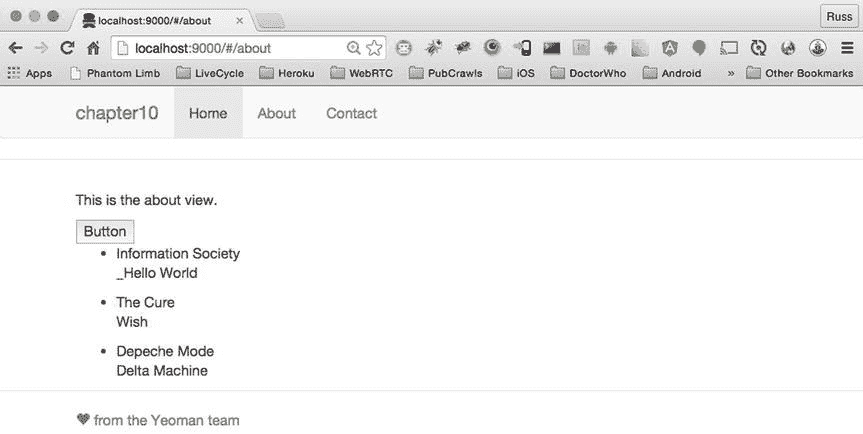 localhost:9000/#/about
Russ
localhost:9000/#/about
Apps Phantom Limb LiveCycle Heroku WebRTC PubCrawls iOS DoctorWho Android » Other Bookmarks
chapter10 Home About Contact
This is the about view.
Button
Information Society
_Hello World
The Cure
Wish
Depeche Mode
Delta Machine
from the Yeoman team